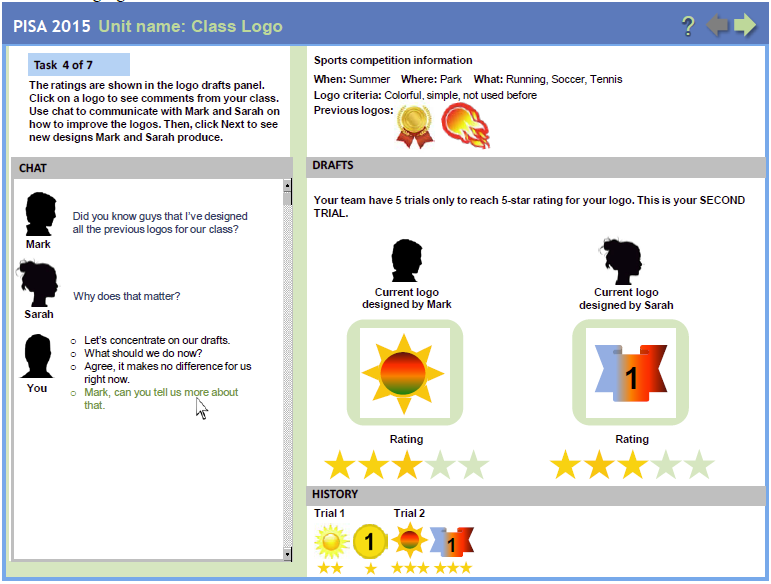 PISA 2015 Unit name: Class Logo
?
Task 4 of 7
The ratings are shown in the logo drafts panel.
Click on a logo to see comments from your class.
Use chat to communicate with Mark and Sarah on
how to improve the logos. Then, click Next to see
new designs Mark and Sarah produce.
Sports competition information
When: Summer Where: Park What: Running, Soccer, Tennis
Logo criteria: Colorful, simple, not used before
Previous logos:
CHAT
Did you know guys that I've designed
all the previous logos for our class?
Mark
Why does that matter?
Sarah
o Let's concentrate on our drafts.
o What should we do now?
o Agree, it makes no difference for us
right now.
o Mark, can you tell us more about
that.
You
DRAFTS
Your team have 5 trials only to reach 5-star rating for your logo. This is your SECOND
TRIAL.
Current logo
designed by Mark
Current logo
designed by Sarah
1
Rating
Rating
HISTORY
Trial 1 Trial 2
1 1